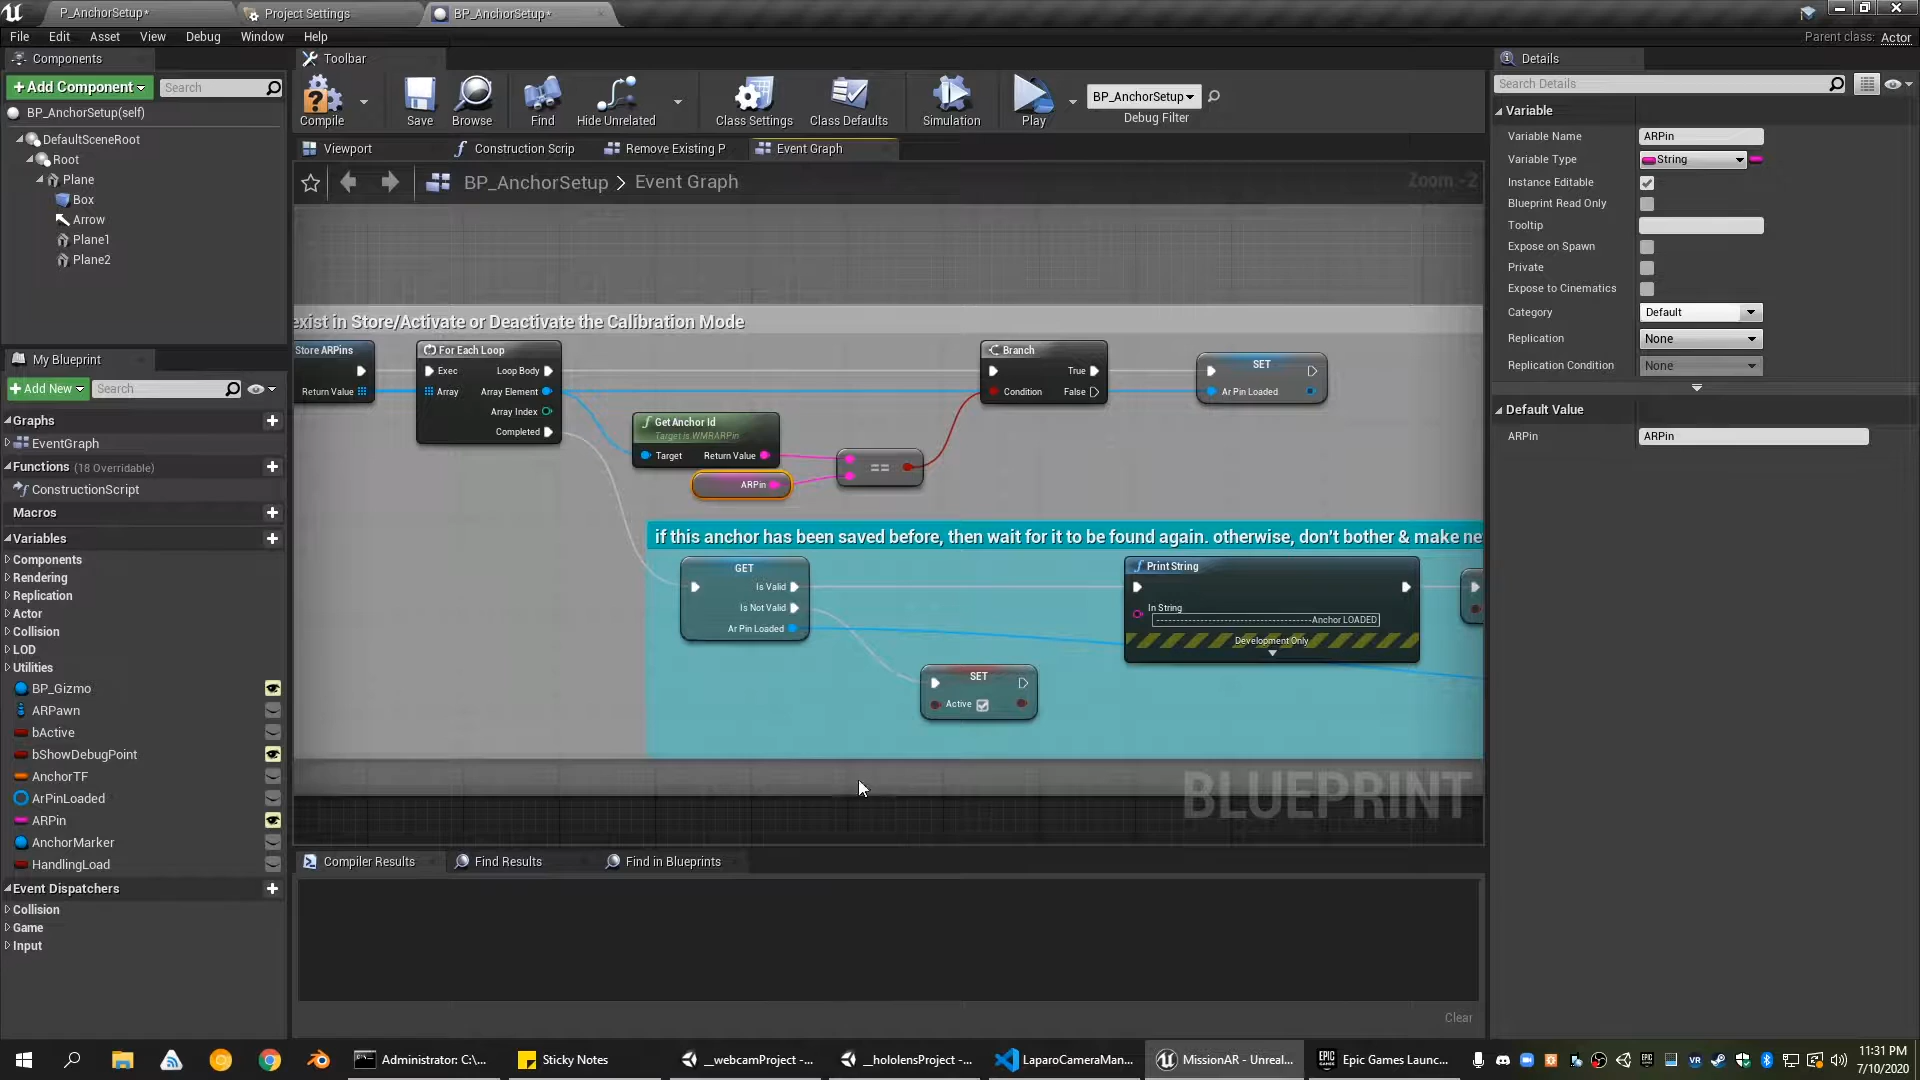 P_AnchorSetup*
Project Settings
BP_AnchorSetup*
File Edit Asset View Debug Window Help
Parent class: Actor
Components
Toolbar
Details
+Add Component
Search
Search Details
BP_AnchorSetup(self)
Compile
Save
Browse
Find
Hide Unrelated
Class Settings
Class Defaults
Simulation
Play
BP_AnchorSetup
Debug Filter
DefaultSceneRoot
Root
Plane
Box
Arrow
Plane1
Plane2
Viewport
Construction Scrip
Remove Existing P
Event Graph
BP_AnchorSetup > Event Graph
Zoom -2
Variable
Variable Name
ARPin
Variable Type
String
Instance Editable
Blueprint Read Only
Tooltip
Expose on Spawn
Private
Expose to Cinematics
Category
Default
Replication
None
Replication Condition
None
Default Value
ARPin
ARPin
exist in Store/Activate or Deactivate the Calibration Mode
Store ARPins
Return Value
For Each Loop
Exec
Loop Body
Array
Array Element
Array Index
Completed
Get Anchor Id
Target is WMRARPin
Target
Return Value
ARPin
==
Branch
True
Condition
False
SET
Ar Pin Loaded
if this anchor has been saved before, then wait for it to be found again. otherwise, don't bother & make ne
GET
Is Valid
Is Not Valid
Ar Pin Loaded
Print String
In String
---------------------------------------Anchor LOADED
Development Only
SET
Active
BLUEPRINT
My Blueprint
+Add New
Search
Graphs
EventGraph
Functions (18 Overridable)
ConstructionScript
Macros
Variables
Components
Rendering
Replication
Actor
Collision
LOD
Utilities
BP_Gizmo
ARPawn
bActive
bShowDebugPoint
AnchorTF
ArPinLoaded
ARPin
AnchorMarker
HandlingLoad
Event Dispatchers
Collision
Game
Input
Compiler Results
Find Results
Find in Blueprints
Clear
Administrator: C:\...
Sticky Notes
__webcamProject -...
__hololensProject -...
LaparoCameraMan...
MissionAR - Unreal...
Epic Games Launc...
11:31 PM
7/10/2020